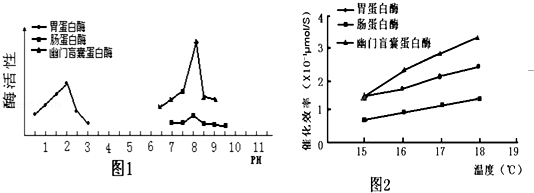 胃蛋白酶
肠蛋白酶
幽门盲囊蛋白酶
酶活性
1 2 3 4 5 6 7 8 9 10 11
PH
图1
胃蛋白酶
肠蛋白酶
幽门盲囊蛋白酶
催化效率(×10⁻¹μmol/S)
4
3
2
1
0
15 16 17 18 19
温度(℃)
图2